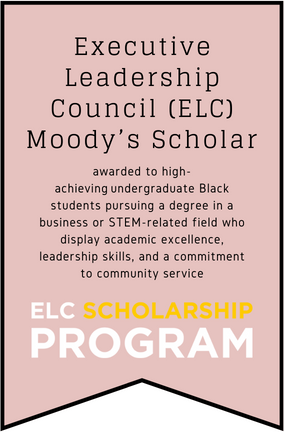 Executive
Leadership
Council (ELC)
Moody’s Scholar
awarded to high-
achieving undergraduate Black
students pursuing a degree in a
business or STEM-related field who
display academic excellence,
leadership skills, and a commitment
to community service
ELC SCHOLARSHIP
PROGRAM